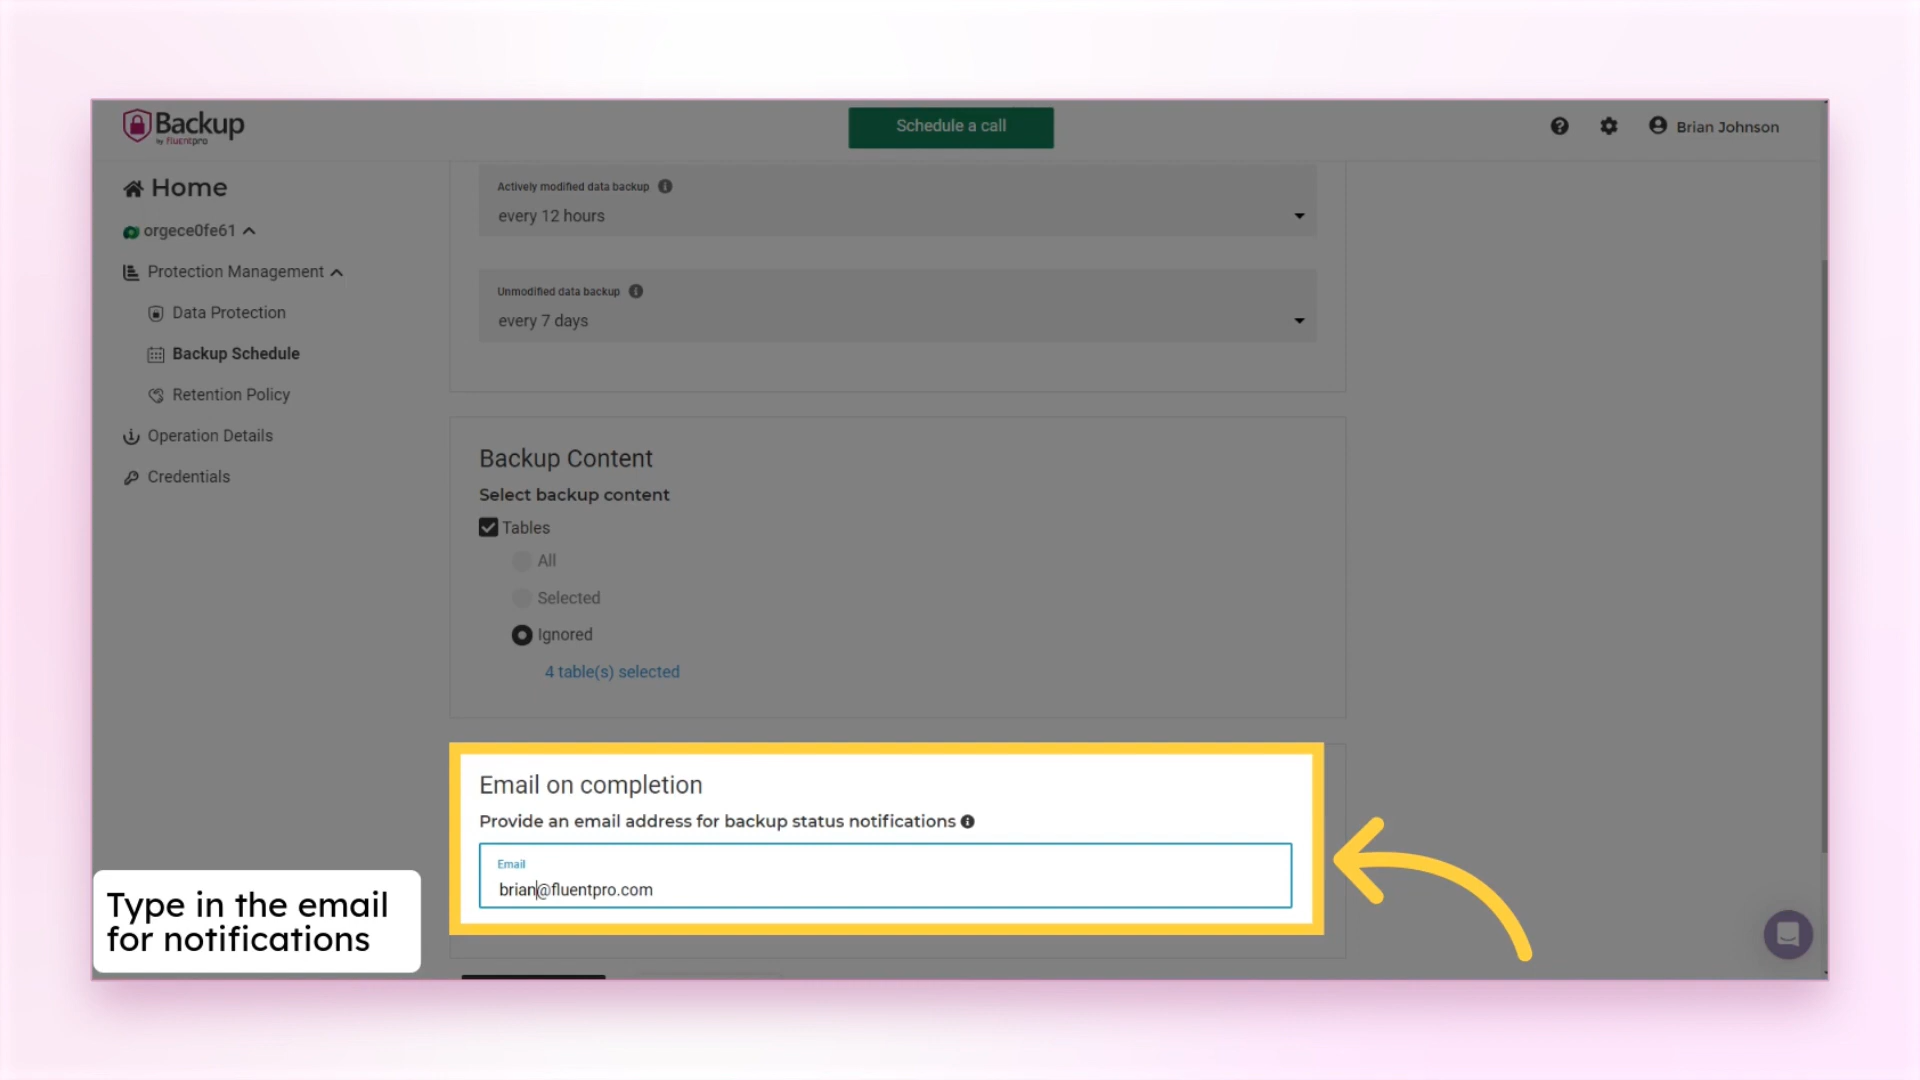 Backup
by fluentpro
Schedule a call
Brian Johnson
Home
orgece0fe61
Protection Management
Data Protection
Backup Schedule
Retention Policy
Operation Details
Credentials
Actively modified data backup
every 12 hours
Unmodified data backup
every 7 days
Backup Content
Select backup content
Tables
All
Selected
Ignored
4 table(s) selected
Email on completion
Provide an email address for backup status notifications
Email
brian@fluentpro.com
Type in the email
for notifications